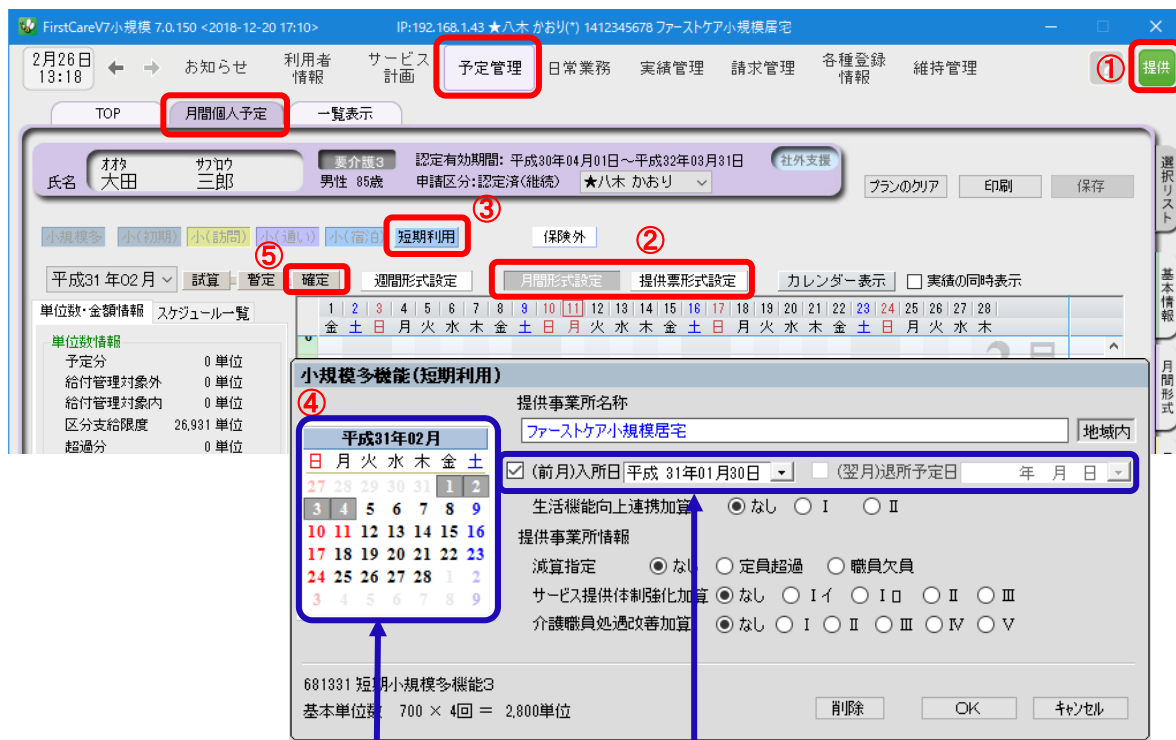 FirstCareV7小規模 7.0.150 <2018-12-20 17:10> IP:192.168.1.43 ★八木 かおり(*) 1412345678 ファーストケア小規模居宅
2月26日 13:18 ← → お知らせ 利用者情報 サービス計画 予定管理 日常業務 実績管理 請求管理 各種登録情報 維持管理 ① 提供
TOP 月間個人予定 一覧表示
オオタ サブロウ 要介護3 認定有効期間: 平成30年04月01日~平成32年03月31日 社外支援
氏名 大田 三郎 男性 85歳 申請区分:認定済(継続) ★八木 かおり プランのクリア 印刷 保存
選択リスト
③
小規模多 小(初期) 小(訪問) 小(通い) 小(宿泊) 短期利用 保険外 ②
⑤
平成31年02月 試算 暫定 確定 週間形式設定 月間形式設定 提供票形式設定 カレンダー表示 実績の同時表示
基本情報
単位数・金額情報 スケジュール一覧
1 2 3 4 5 6 7 8 9 10 11 12 13 14 15 16 17 18 19 20 21 22 23 24 25 26 27 28
金 土 日 月 火 水 木 金 土 日 月 火 水 木 金 土 日 月 火 水 木 金 土 日 月 火 水 木
単位数情報
予定分 0 単位
給付管理対象外 0 単位
給付管理対象内 0 単位
区分支給限度 26,931 単位
超過分 0 単位
月間形式
小規模多機能(短期利用)
④
提供事業所名称
ファーストケア小規模居宅 地域内
平成31年02月
日 月 火 水 木 金 土
27 28 29 30 31 1 2
3 4 5 6 7 8 9
10 11 12 13 14 15 16
17 18 19 20 21 22 23
24 25 26 27 28 1 2
3 4 5 6 7 8 9
(前月)入所日 平成 31年01月30日 (翌月)退所予定日 年 月 日
生活機能向上連携加算 なし Ⅰ Ⅱ
提供事業所情報
減算指定 なし 定員超過 職員欠員
サービス提供体制強化加算 なし Ⅰイ Ⅰロ Ⅱ Ⅲ
介護職員処遇改善加算 なし Ⅰ Ⅱ Ⅲ Ⅳ Ⅴ
681331 短期小規模多機能3
基本単位数 700 × 4回 = 2,800単位
削除 OK キャンセル